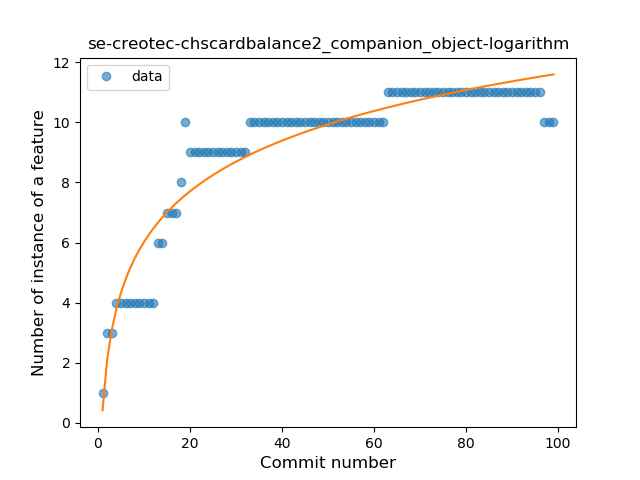 se-creotec-chscardbalance2_companion_object-logarithm
data
Number of instance of a feature
12
10
8
6
4
2
0
0 20 40 60 80 100
Commit number